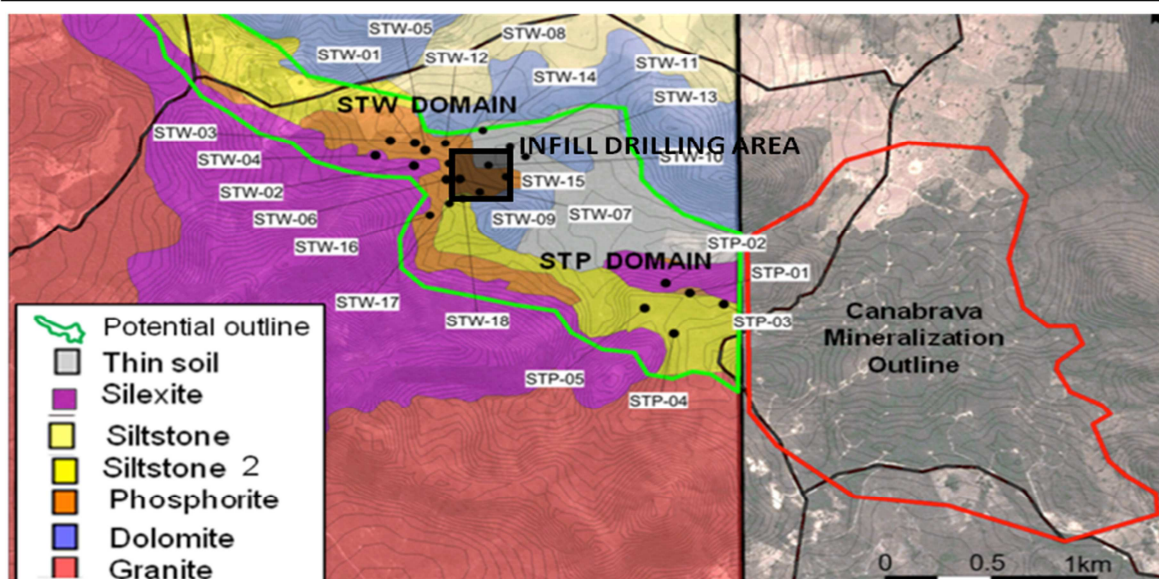 STW-05
STW-08
STW-01
STW-12
STW-11
STW-14
STW-13
STW DOMAIN
STW-03
INFILL DRILLING AREA
STW-04
STW-10
STW-02
STW-15
STW-06
STW-09
STW-07
STW-16
STP-02
STP DOMAIN
STP-01
STW-17
STW-18
STP-03
Canabrava
Mineralization
Outline
STP-05
STP-04
Potential outline
Thin soil
Silexite
Siltstone
Siltstone 2
Phosphorite
Dolomite
Granite
0 0.5 1km